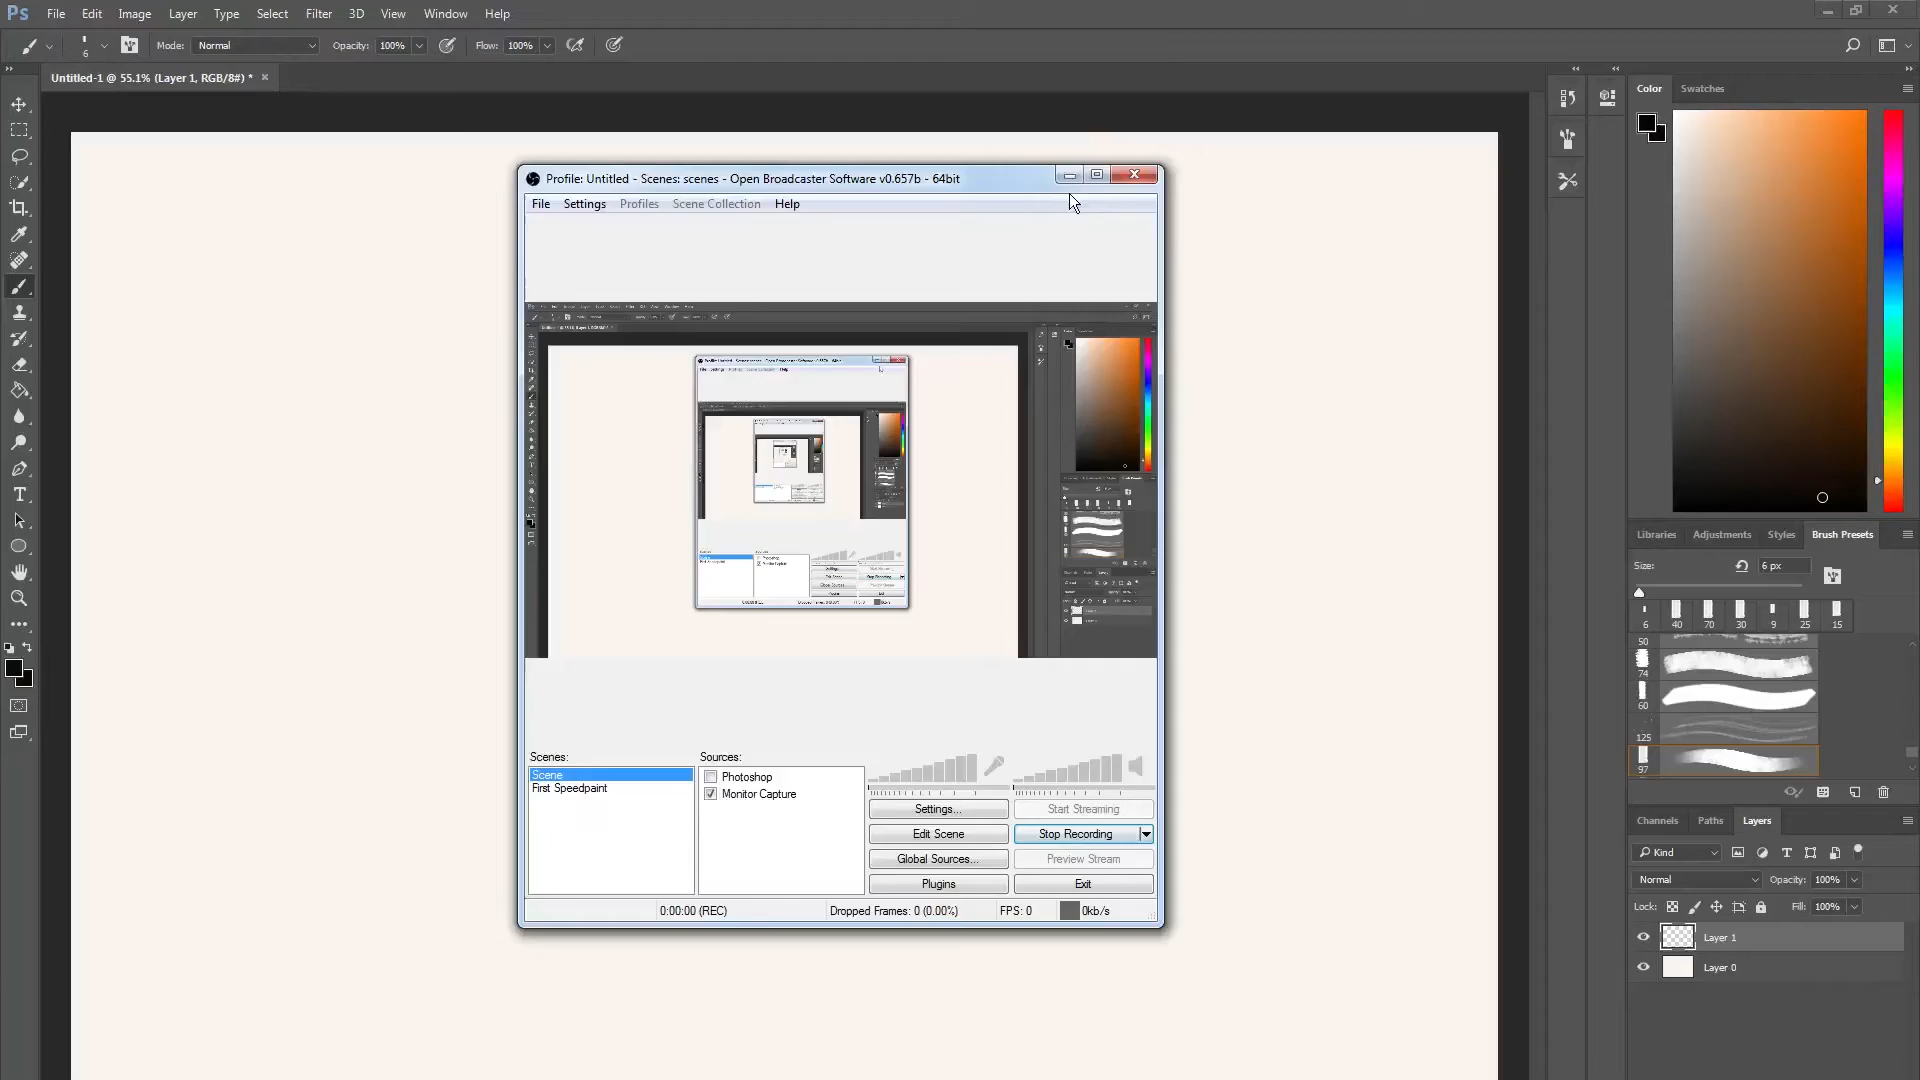 Ps File Edit Image Layer Type Select Filter 3D View Window Help
6 Mode: Normal Opacity: 100% Flow: 100%
Untitled-1 @ 55.1% (Layer 1, RGB/8#) *
Color Swatches
Profile: Untitled - Scenes: scenes - Open Broadcaster Software v0.657b - 64bit
File Settings Profiles Scene Collection Help
Scenes:
Scene
First Speedpaint
Sources:
Photoshop
Monitor Capture
Settings...
Start Streaming
Edit Scene
Stop Recording
Global Sources...
Preview Stream
Plugins
Exit
0:00:00 (REC) Dropped Frames: 0 (0.00%) FPS: 0 0kb/s
Libraries Adjustments Styles Brush Presets
Size: 6 px
6 40 70 30 9 25 15
50
74
60
125
97
Channels Paths Layers
Kind
Normal Opacity: 100%
Lock: Fill: 100%
Layer 1
Layer 0